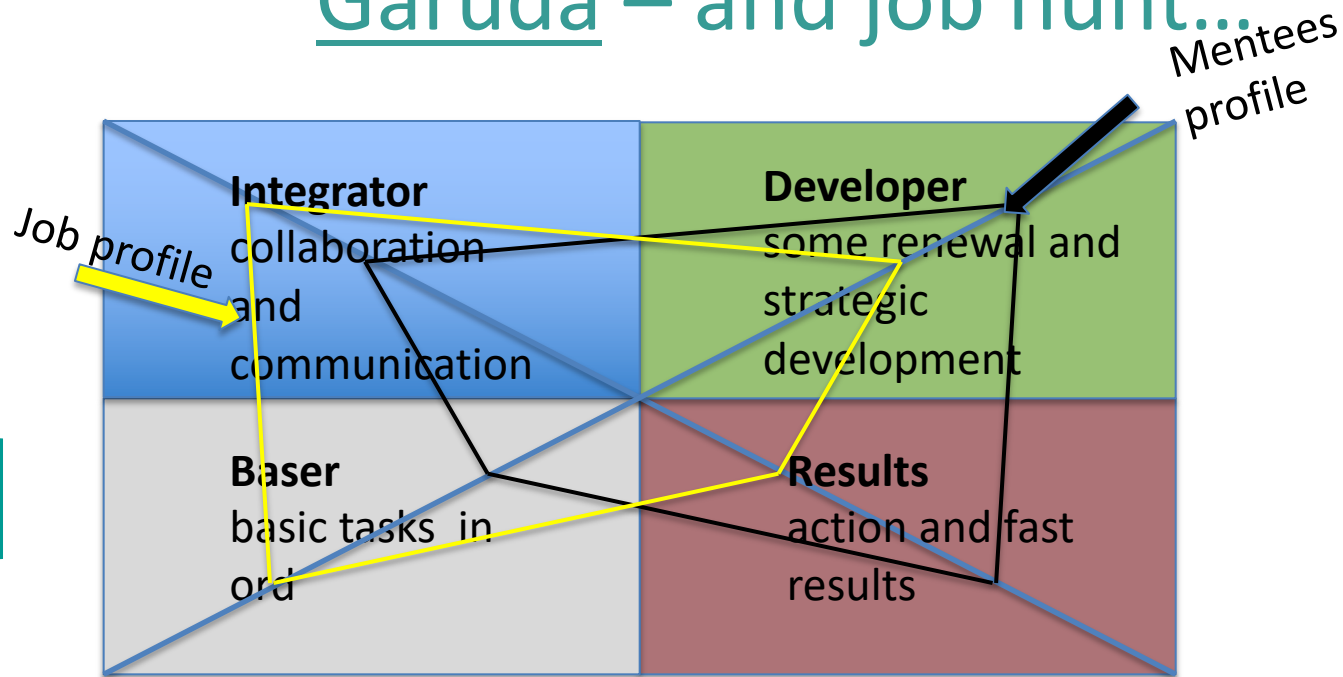 Garuda – and job hunt...
Mentees
profile
Job profile
Integrator
collaboration
and
communication
Developer
some renewal and
strategic
development
Baser
basic tasks in
ord
Results
action and fast
results